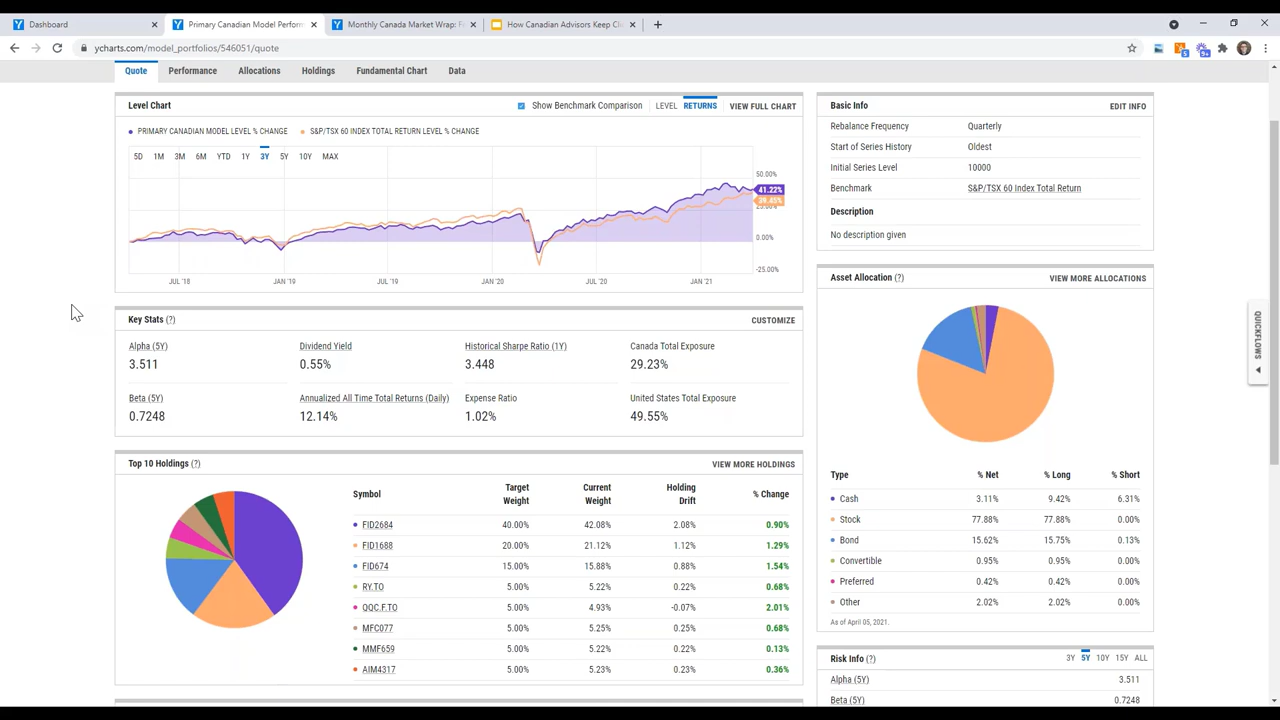 Dashboard
Primary Canadian Model Perform
Monthly Canada Market Wrap: F
How Canadian Advisors Keep Cli
ycharts.com/model_portfolios/546051/quote
Quote Performance Allocations Holdings Fundamental Chart Data
Level Chart Show Benchmark Comparison LEVEL RETURNS VIEW FULL CHART
PRIMARY CANADIAN MODEL LEVEL % CHANGE S&P/TSX 60 INDEX TOTAL RETURN LEVEL % CHANGE
5D 1M 3M 6M YTD 1Y 3Y 5Y 10Y MAX
50.00%
41.22%
39.45%
25.00%
0.00%
-25.00%
JUL '18 JAN '19 JUL '19 JAN '20 JUL '20 JAN '21
Key Stats (?) CUSTOMIZE
Alpha (5Y) Dividend Yield Historical Sharpe Ratio (1Y) Canada Total Exposure
3.511 0.55% 3.448 29.23%
Beta (5Y) Annualized All Time Total Returns (Daily) Expense Ratio United States Total Exposure
0.7248 12.14% 1.02% 49.55%
Top 10 Holdings (?) VIEW MORE HOLDINGS
Symbol Target Weight Current Weight Holding Drift % Change
FID2684 40.00% 42.08% 2.08% 0.90%
FID1688 20.00% 21.12% 1.12% 1.29%
FID674 15.00% 15.88% 0.88% 1.54%
RY.TO 5.00% 5.22% 0.22% 0.68%
QQC.F.TO 5.00% 4.93% -0.07% 2.01%
MFC077 5.00% 5.25% 0.25% 0.68%
MMF659 5.00% 5.22% 0.22% 0.13%
AIM4317 5.00% 5.23% 0.23% 0.36%
Basic Info EDIT INFO
Rebalance Frequency Quarterly
Start of Series History Oldest
Initial Series Level 10000
Benchmark S&P/TSX 60 Index Total Return
Description
No description given
Asset Allocation (?) VIEW MORE ALLOCATIONS
Type % Net % Long % Short
Cash 3.11% 9.42% 6.31%
Stock 77.88% 77.88% 0.00%
Bond 15.62% 15.75% 0.13%
Convertible 0.95% 0.95% 0.00%
Preferred 0.42% 0.42% 0.00%
Other 2.02% 2.02% 0.00%
As of April 05, 2021.
Risk Info (?) 3Y 5Y 10Y 15Y ALL
Alpha (5Y) 3.511
Beta (5Y) 0.7248
QUICKFLOWS